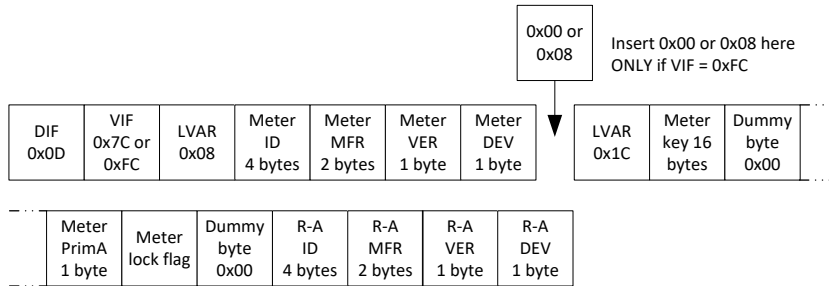 0x00 or
0x08
Insert 0x00 or 0x08 here
ONLY if VIF = 0xFC
DIF
0x0D
VIF
0x7C or
0xFC
LVAR
0x08
Meter
ID
4 bytes
Meter
MFR
2 bytes
Meter
VER
1 byte
Meter
DEV
1 byte
LVAR
0x1C
Meter
key 16
bytes
Dummy
byte
0x00
Meter
PrimA
1 byte
Meter
lock flag
Dummy
byte
0x00
R-A
ID
4 bytes
R-A
MFR
2 bytes
R-A
VER
1 byte
R-A
DEV
1 byte